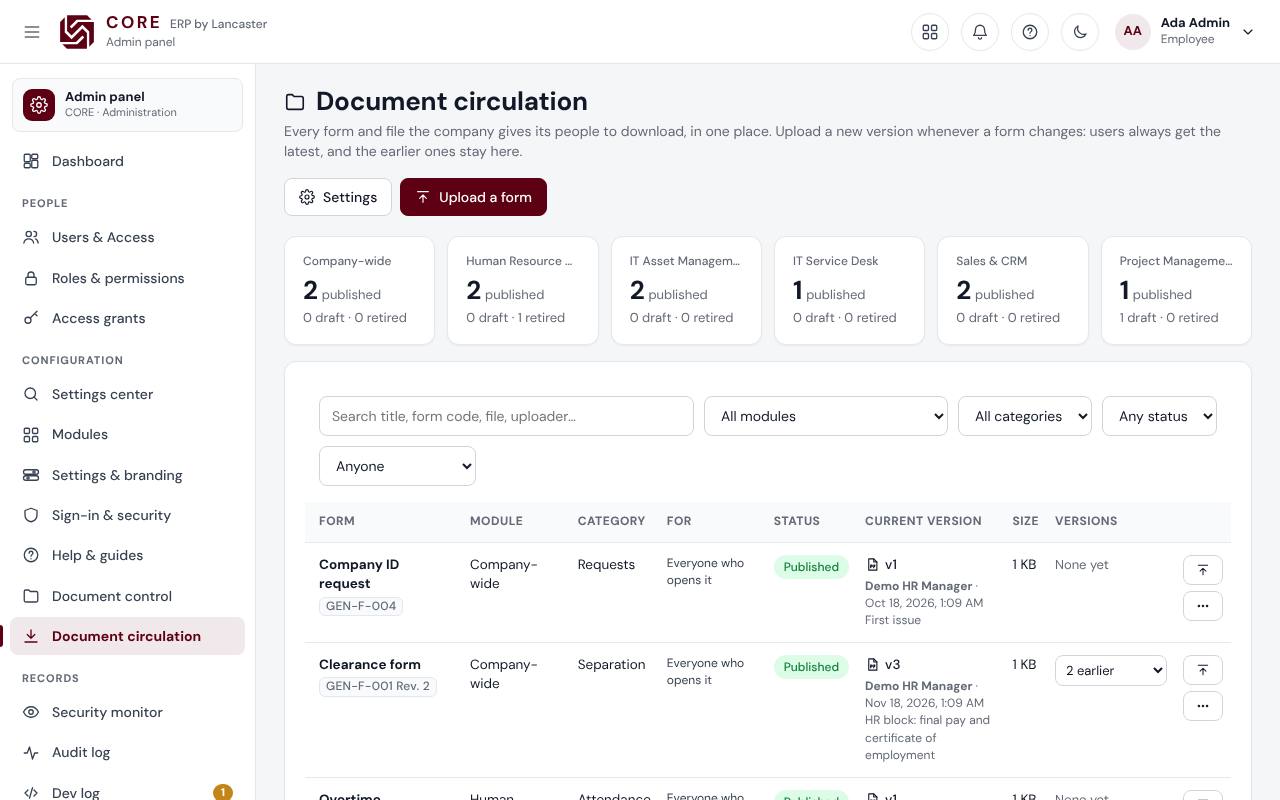 CORE ERP by Lancaster
Admin panel
AA
Ada Admin
Employee
Admin panel
CORE · Administration
Dashboard
PEOPLE
Users & Access
Roles & permissions
Access grants
CONFIGURATION
Settings center
Modules
Settings & branding
Sign-in & security
Help & guides
Document control
Document circulation
RECORDS
Security monitor
Audit log
Dev log 1
Document circulation
Every form and file the company gives its people to download, in one place. Upload a new version whenever a form changes: users always get the
latest, and the earlier ones stay here.
Settings
Upload a form
Company-wide
2 published
0 draft · 0 retired
Human Resource ...
2 published
0 draft · 1 retired
IT Asset Managem...
2 published
0 draft · 0 retired
IT Service Desk
1 published
0 draft · 0 retired
Sales & CRM
2 published
0 draft · 0 retired
Project Manageme...
1 published
1 draft · 0 retired
Search title, form code, file, uploader...
All modules
All categories
Any status
Anyone
FORM MODULE CATEGORY FOR STATUS CURRENT VERSION SIZE VERSIONS
Company ID
request
GEN-F-004
Company-
wide
Requests
Everyone who
opens it
Published
v1
Demo HR Manager ·
Oct 18, 2026, 1:09 AM
First issue
1 KB
None yet
Clearance form
GEN-F-001 Rev. 2
Company-
wide
Separation
Everyone who
opens it
Published
v3
Demo HR Manager ·
Nov 18, 2026, 1:09 AM
HR block: final pay and
certificate of
employment
1 KB
2 earlier
Overtime
Human
Attendance
Everyone who
Published
v1
1 KB
None yet